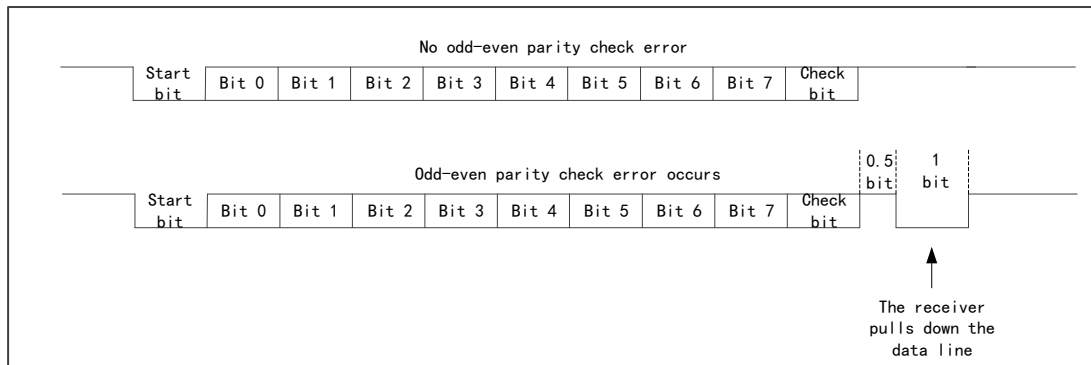 No odd-even parity check error
Start bit Bit 0 Bit 1 Bit 2 Bit 3 Bit 4 Bit 5 Bit 6 Bit 7 Check bit
0.5 bit 1 bit
Odd-even parity check error occurs
Start bit Bit 0 Bit 1 Bit 2 Bit 3 Bit 4 Bit 5 Bit 6 Bit 7 Check bit
The receiver
pulls down the
data line